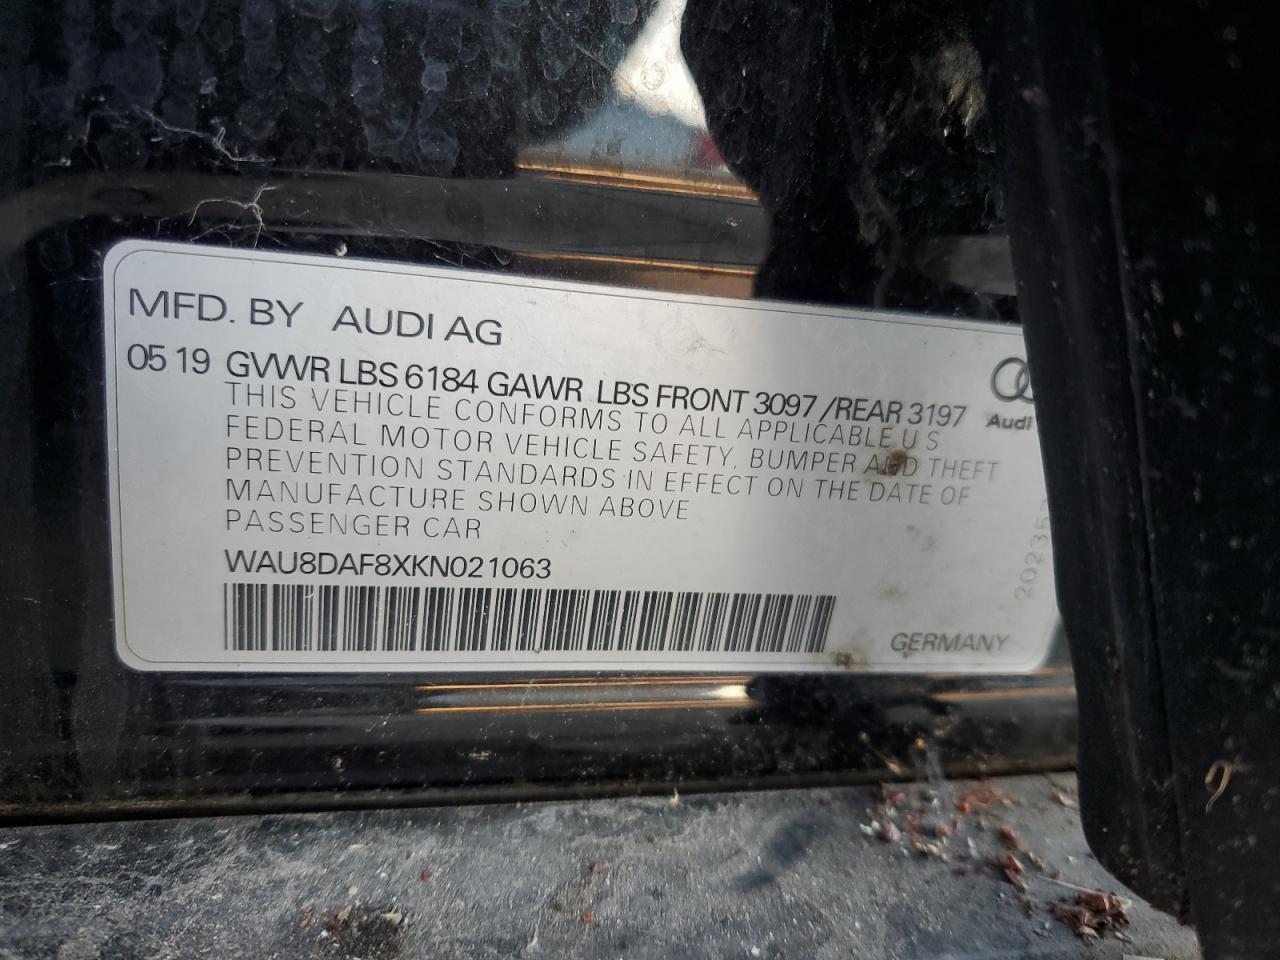 MFD. BY AUDI AG
05 19 GVWR LBS 6184 GAWR LBS FRONT 3097 / REAR 3197
THIS VEHICLE CONFORMS TO ALL APPLICABLE U S
FEDERAL MOTOR VEHICLE SAFETY, BUMPER AND THEFT
PREVENTION STANDARDS IN EFFECT ON THE DATE OF
MANUFACTURE SHOWN ABOVE
PASSENGER CAR
WAU8DAF8XKN021063
Audi
GERMANY